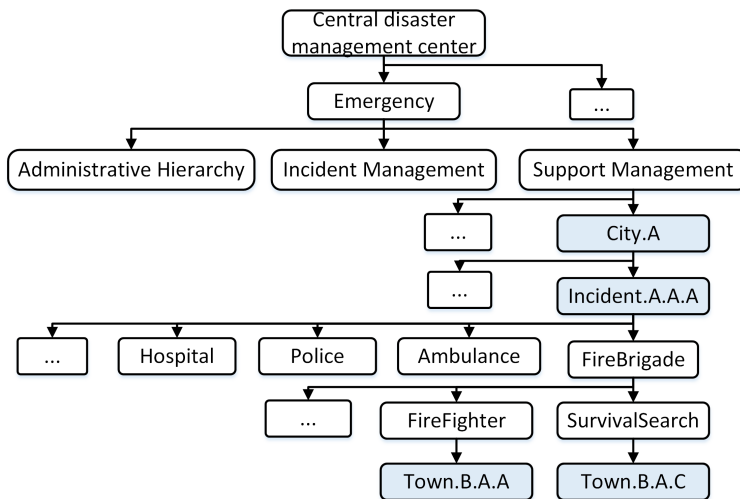 Central disaster
management center
Emergency
...
Administrative Hierarchy
Incident Management
Support Management
...
City.A
...
Incident.A.A.A
...
Hospital
Police
Ambulance
FireBrigade
...
FireFighter
SurvivalSearch
Town.B.A.A
Town.B.A.C